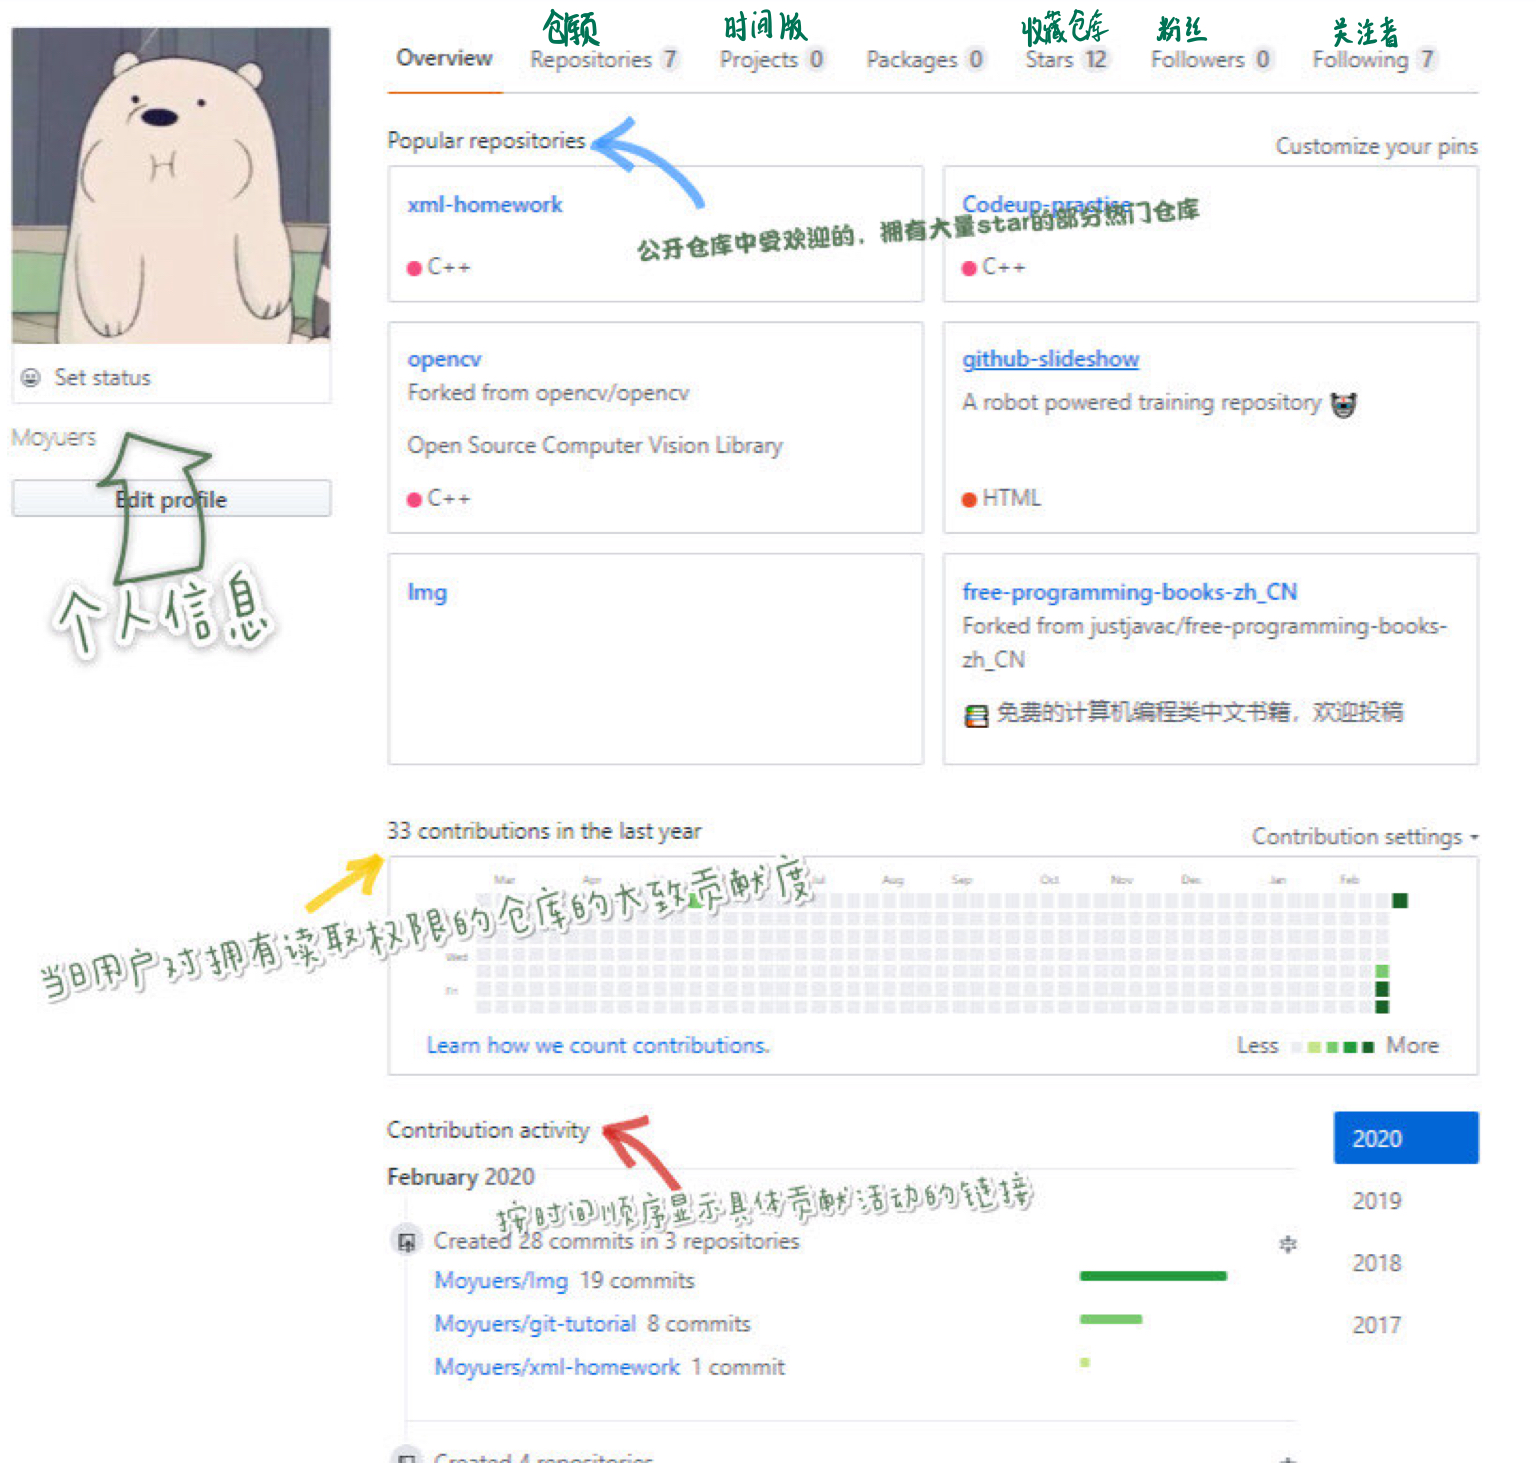 仓库页 时间版 收藏仓库 粉丝 关注者
Overview Repositories 7 Projects 0 Packages 0 Stars 12 Followers 0 Following 7
Popular repositories
Customize your pins
xml-homework
C++
Codeup-practise
C++
公开仓库中受欢迎的，拥有大量star的部分热门仓库
opencv
Forked from opencv/opencv
Open Source Computer Vision Library
C++
github-slideshow
A robot powered training repository
HTML
Img
free-programming-books-zh_CN
Forked from justjavac/free-programming-books-
zh_CN
免费的计算机编程类中文书籍，欢迎投稿
Set status
Moyuers
Edit profile
个人信息
33 contributions in the last year
Contribution settings
Mar Apr Jul Aug Sep Oct Nov Dec Jan Feb
当日用户对拥有读取权限的仓库的大致贡献度
Wed
Fri
Learn how we count contributions.
Less More
Contribution activity
February 2020
按时间顺序显示具体贡献活动的链接
Created 28 commits in 3 repositories
Moyuers/Img 19 commits
Moyuers/git-tutorial 8 commits
Moyuers/xml-homework 1 commit
Created 4 repositories
2020
2019
2018
2017